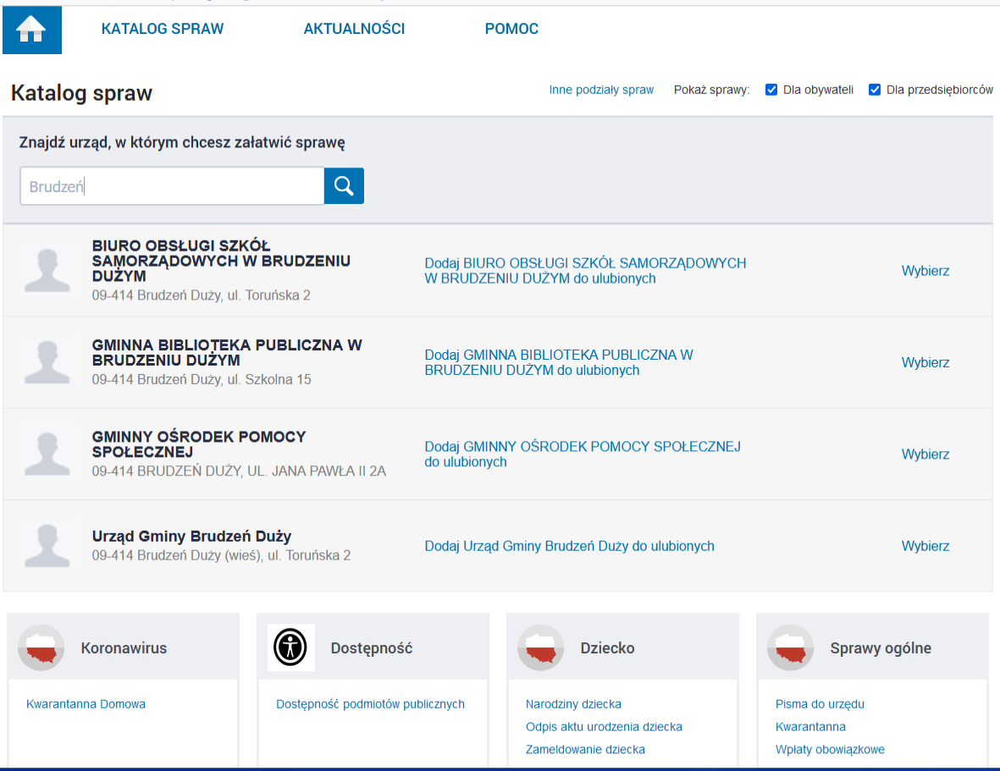 KATALOG SPRAW
AKTUALNOŚCI
POMOC
Katalog spraw
Inne podziały spraw
Pokaż sprawy:
Dla obywateli
Dla przedsiębiorców
Znajdź urząd, w którym chcesz załatwić sprawę
Brudzeń
BIURO OBSŁUGI SZKÓŁ
SAMORZĄDOWYCH W BRUDZENIU
DUŻYM
09-414 Brudzeń Duży, ul. Toruńska 2
Dodaj BIURO OBSŁUGI SZKÓŁ SAMORZĄDOWYCH
W BRUDZENIU DUŻYM do ulubionych
Wybierz
GMINNA BIBLIOTEKA PUBLICZNA W
BRUDZENIU DUŻYM
09-414 Brudzeń Duży, ul. Szkolna 15
Dodaj GMINNA BIBLIOTEKA PUBLICZNA W
BRUDZENIU DUŻYM do ulubionych
Wybierz
GMINNY OŚRODEK POMOCY
SPOŁECZNEJ
09-414 BRUDZEŃ DUŻY, UL. JANA PAWŁA II 2A
Dodaj GMINNY OŚRODEK POMOCY SPOŁECZNEJ
do ulubionych
Wybierz
Urząd Gminy Brudzeń Duży
09-414 Brudzeń Duży (wieś), ul. Toruńska 2
Dodaj Urząd Gminy Brudzeń Duży do ulubionych
Wybierz
Koronawirus
Kwarantanna Domowa
Dostępność
Dostępność podmiotów publicznych
Dziecko
Narodziny dziecka
Odpis aktu urodzenia dziecka
Zameldowanie dziecka
Sprawy ogólne
Pisma do urzędu
Kwarantanna
Wpłaty obowiązkowe